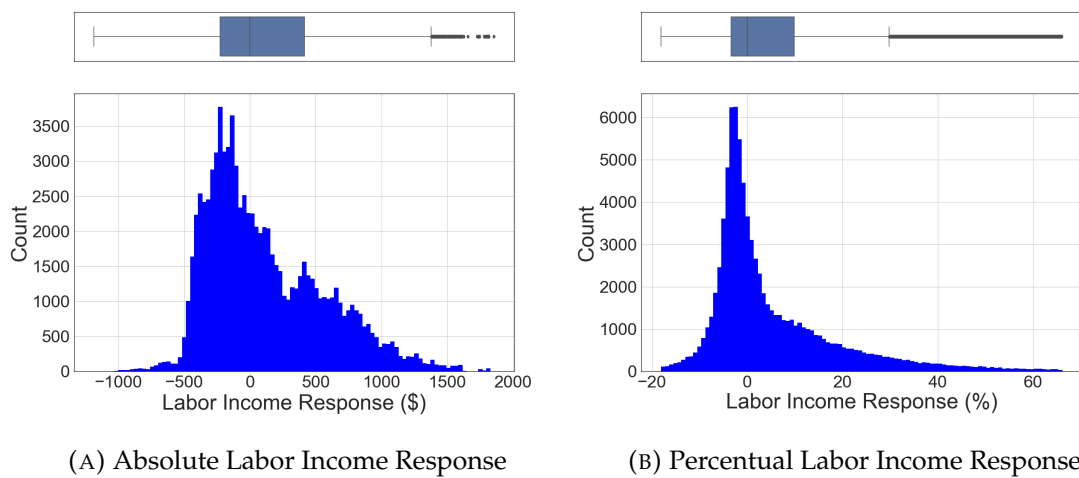 3500
3000
2500
2000
1500
1000
500
0
Count
−1000 −500 0 500 1000 1500 2000
Labor Income Response ($)
(A) Absolute Labor Income Response
6000
5000
4000
3000
2000
1000
0
Count
−20 0 20 40 60
Labor Income Response (%)
(B) Percentual Labor Income Response